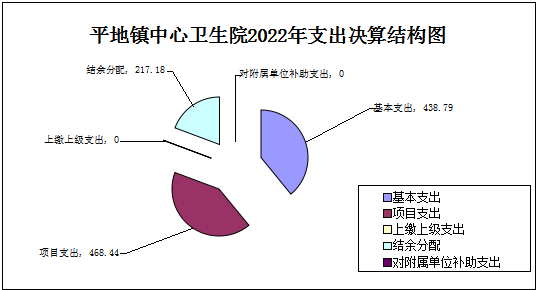 平地镇中心卫生院2022年支出决算结构图
结余分配, 217.18
对附属单位补助支出, 0
基本支出, 438.79
上缴上级支出, 0
项目支出, 468.44
基本支出
项目支出
上缴上级支出
结余分配
对附属单位补助支出